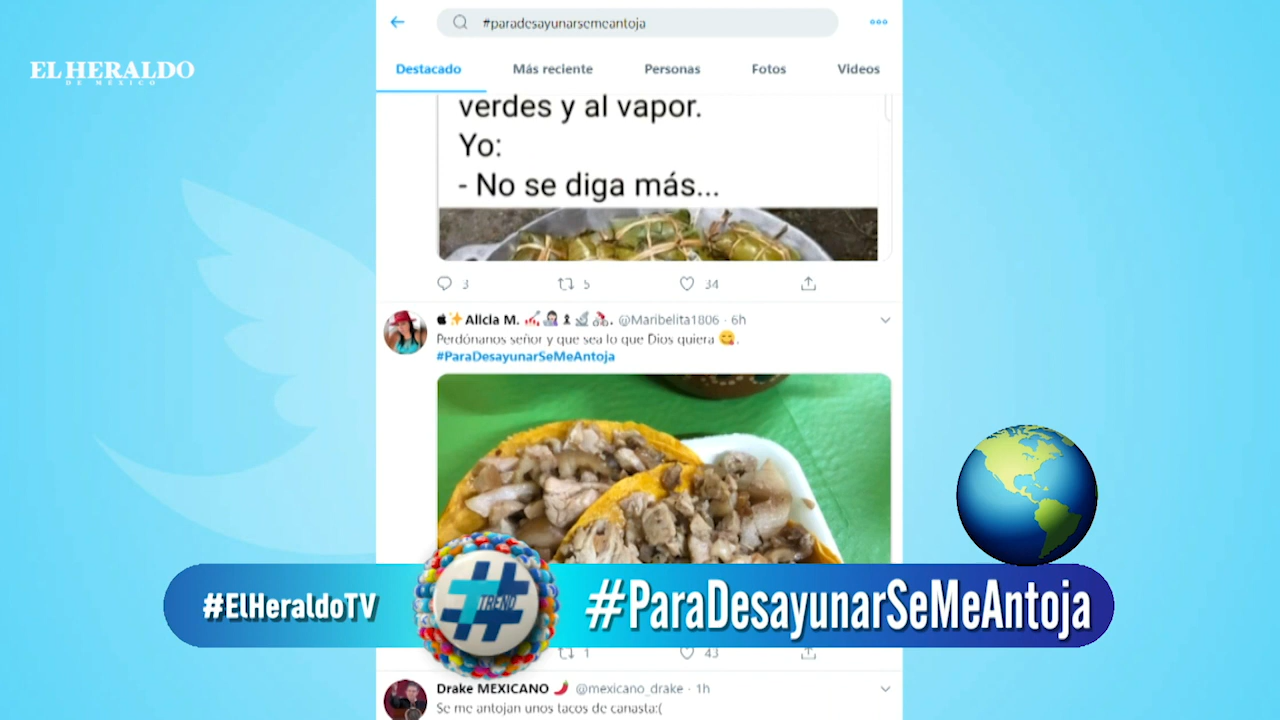 #paradesayunarsemeantoja
EL HERALDO
DE MÉXICO
Destacado
Más reciente
Personas
Fotos
Videos
verdes y al vapor.
Yo:
- No se diga más...
3
5
34
Alicia M. @Maribelita1806 · 6h
Perdónanos señor y que sea lo que Dios quiera 😋.
#ParaDesayunarSeMeAntoja
#ElHeraldoTV
# TREND
#ParaDesayunarSeMeAntoja
1
43
Drake MEXICANO 🌶 @mexicano_drake · 1h
Se me antojan unos tacos de canasta:(